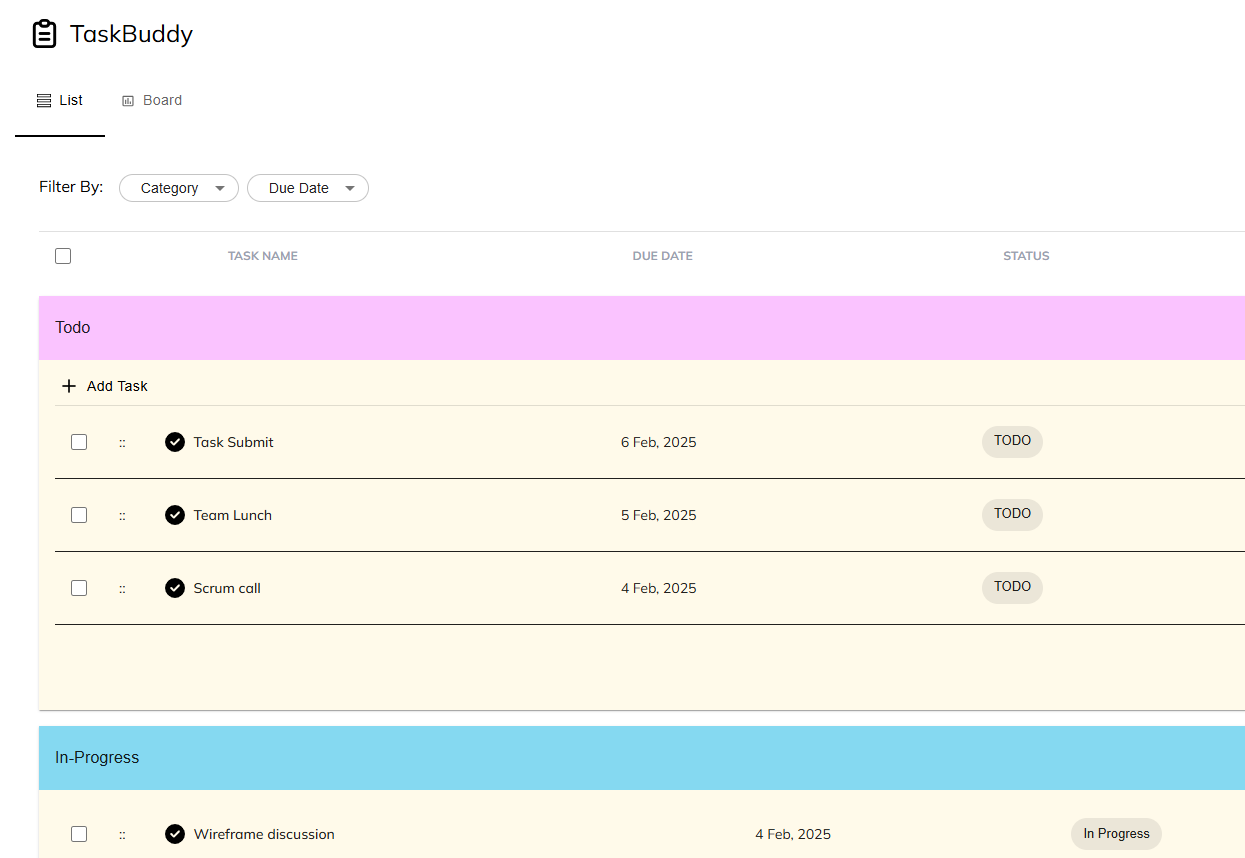 TaskBuddy
List Board
Filter By: Category Due Date
TASK NAME DUE DATE STATUS
Todo
+ Add Task
:: Task Submit 6 Feb, 2025 TODO
:: Team Lunch 5 Feb, 2025 TODO
:: Scrum call 4 Feb, 2025 TODO
In-Progress
:: Wireframe discussion 4 Feb, 2025 In Progress